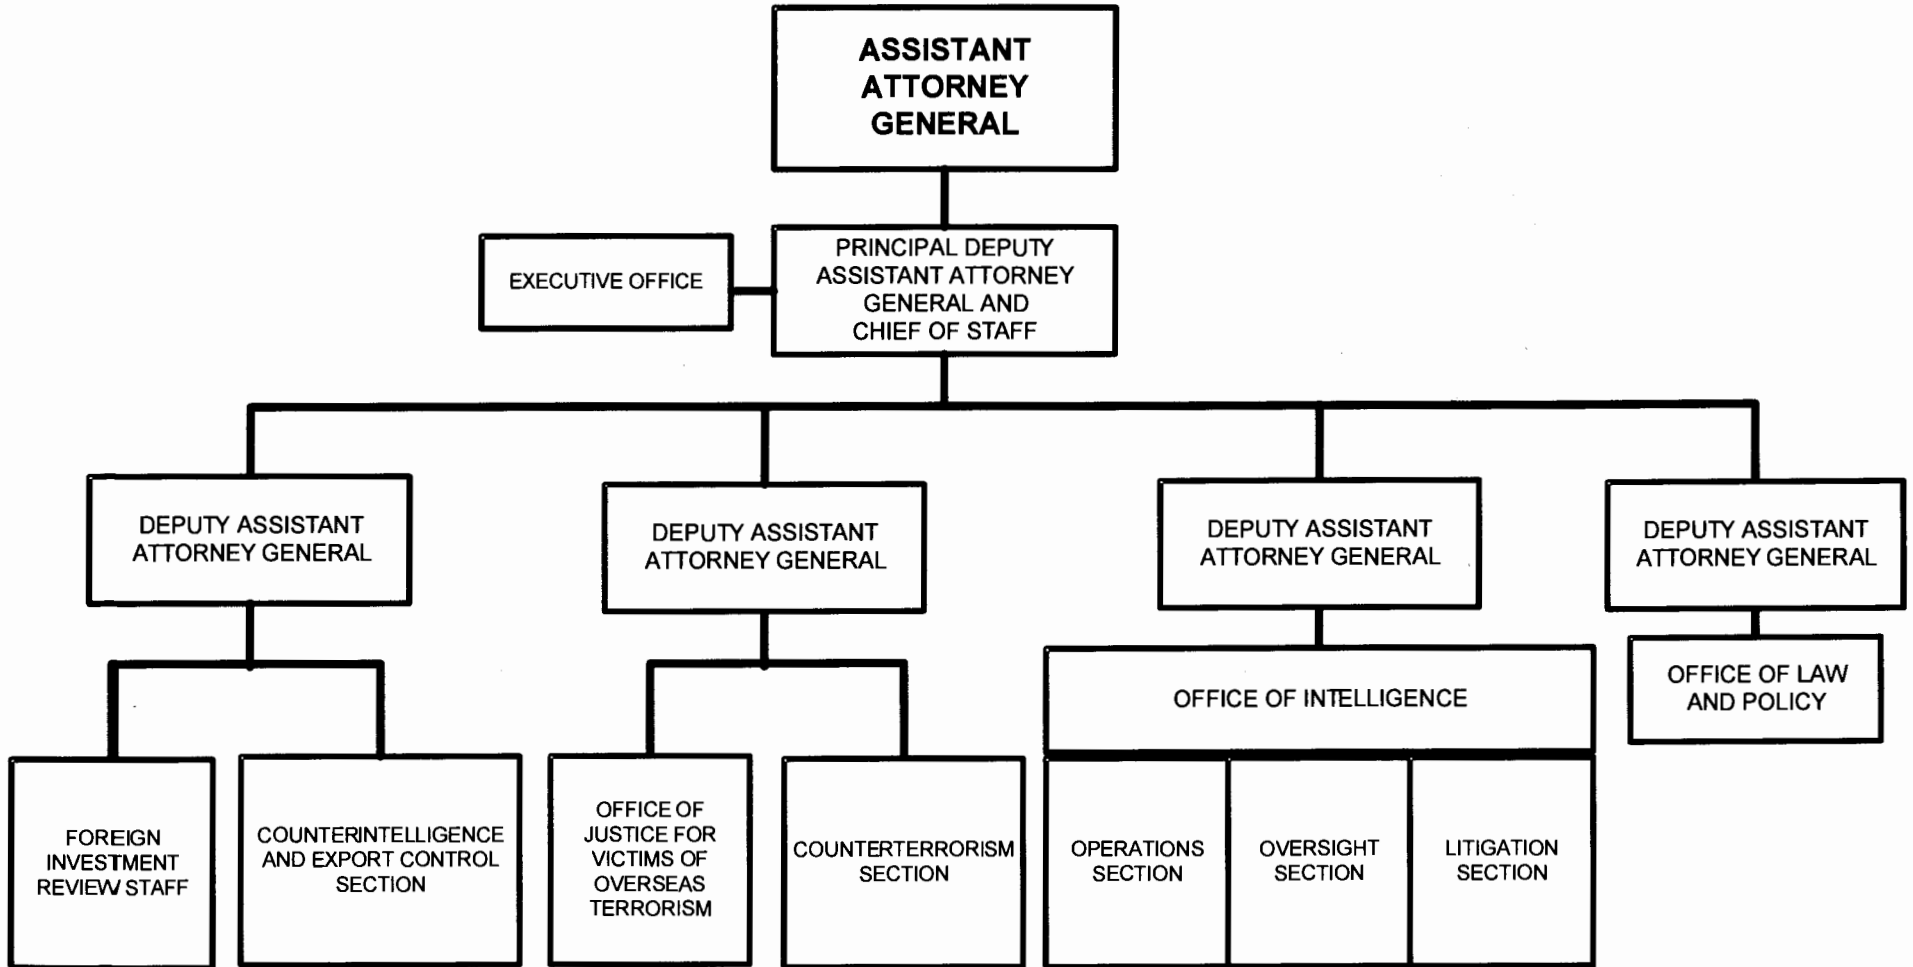 ASSISTANT
ATTORNEY
GENERAL
EXECUTIVE OFFICE
PRINCIPAL DEPUTY
ASSISTANT ATTORNEY
GENERAL AND
CHIEF OF STAFF
DEPUTY ASSISTANT
ATTORNEY GENERAL
DEPUTY ASSISTANT
ATTORNEY GENERAL
DEPUTY ASSISTANT
ATTORNEY GENERAL
DEPUTY ASSISTANT
ATTORNEY GENERAL
OFFICE OF INTELLIGENCE
OFFICE OF LAW
AND POLICY
FOREIGN
INVESTMENT
REVIEW STAFF
COUNTERINTELLIGENCE
AND EXPORT CONTROL
SECTION
OFFICE OF
JUSTICE FOR
VICTIMS OF
OVERSEAS
TERRORISM
COUNTERTERRORISM
SECTION
OPERATIONS
SECTION
OVERSIGHT
SECTION
LITIGATION
SECTION